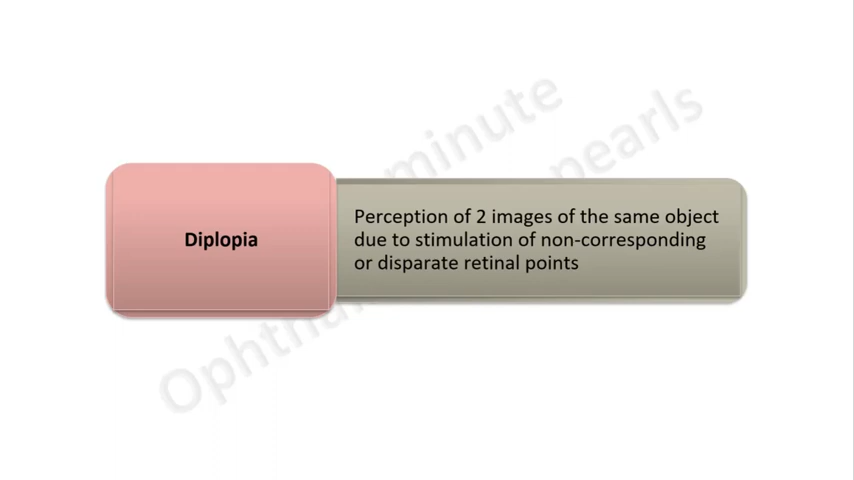 minute
pearls
Diplopia
Perception of 2 images of the same object
due to stimulation of non-corresponding
or disparate retinal points